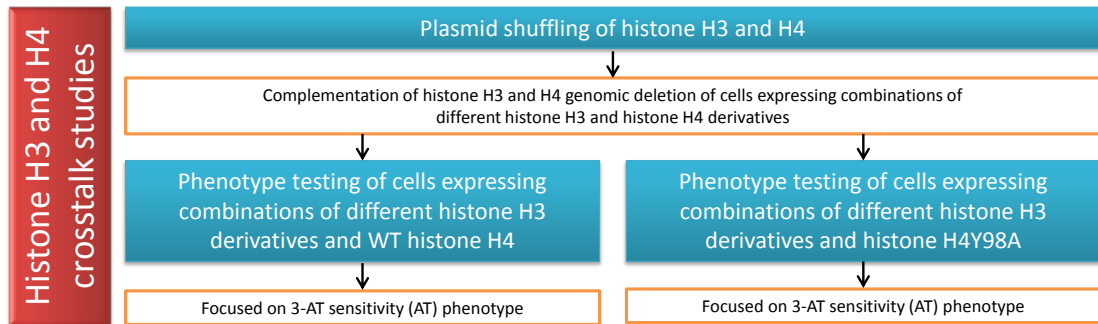 Histone H3 and H4
crosstalk studies
Plasmid shuffling of histone H3 and H4
Complementation of histone H3 and H4 genomic deletion of cells expressing combinations of
different histone H3 and histone H4 derivatives
Phenotype testing of cells expressing
combinations of different histone H3
derivatives and WT histone H4
Phenotype testing of cells expressing
combinations of different histone H3
derivatives and histone H4Y98A
Focused on 3-AT sensitivity (AT) phenotype
Focused on 3-AT sensitivity (AT) phenotype